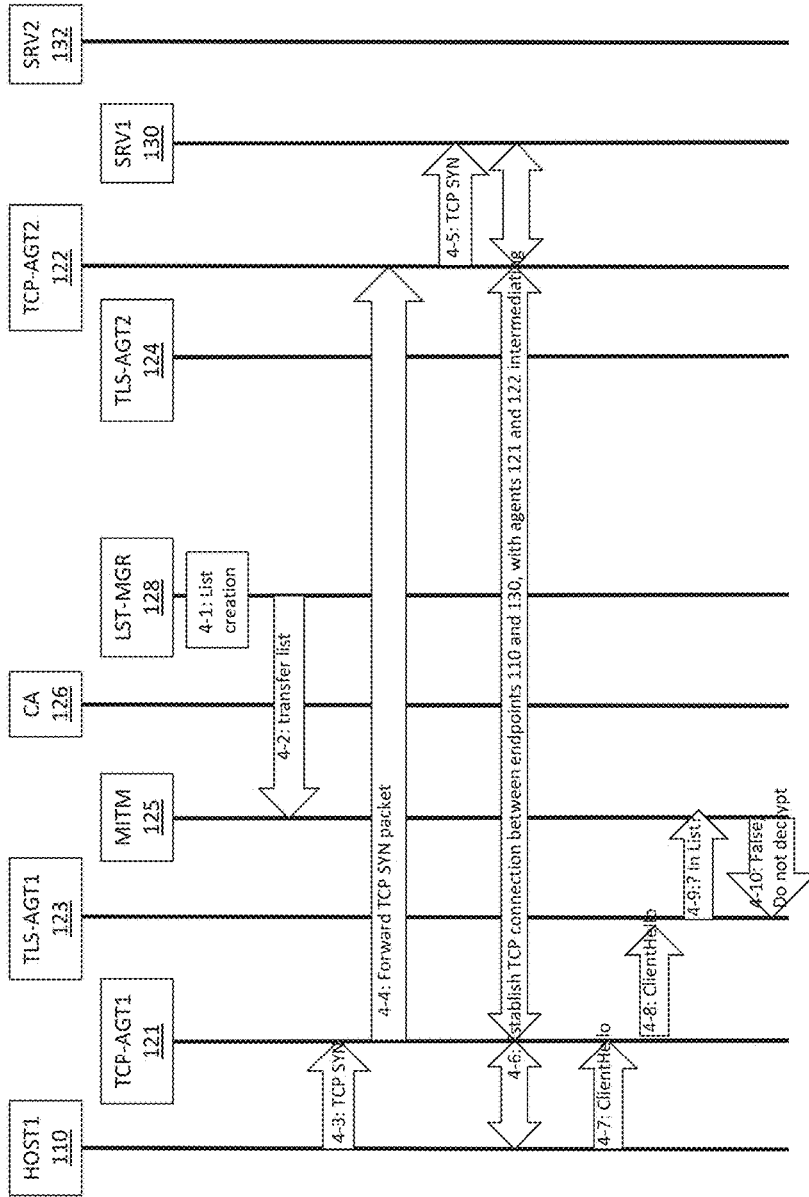 HOST1
110
TCP-AGT1
121
TLS-AGT1
123
MITM
125
CA
126
LST-MGR
128
TLS-AGT2
124
TCP-AGT2
122
SRV1
130
SRV2
132
4-1: List
creation
4-2: transfer list
4-3: TCP SYN
4-4: Forward TCP SYN packet
4-5: TCP SYN
4-6: Establish TCP connection between endpoints 110 and 130, with agents 121 and 122 intermediating
4-7: ClientHello
4-8: ClientHello
4-9:? In List?
4-10: False,
Do not decrypt